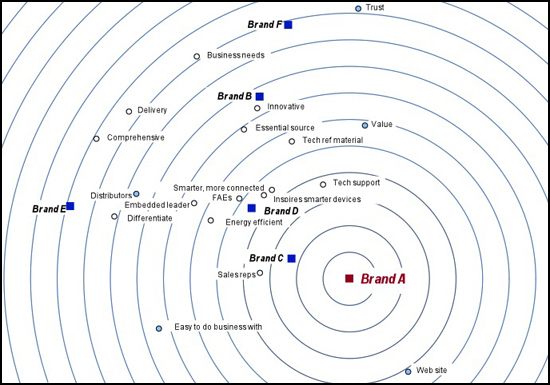 Trust
Brand F
Business needs
Brand B
Innovative
Delivery
Essential source
Value
Comprehensive
Tech ref material
Tech support
Smarter, more connected
Distributors
FAEs
Inspires smarter devices
Embedded leader
Brand E
Brand D
Differentiate
Energy efficient
Brand C
Sales reps
Brand A
Easy to do business with
Web site